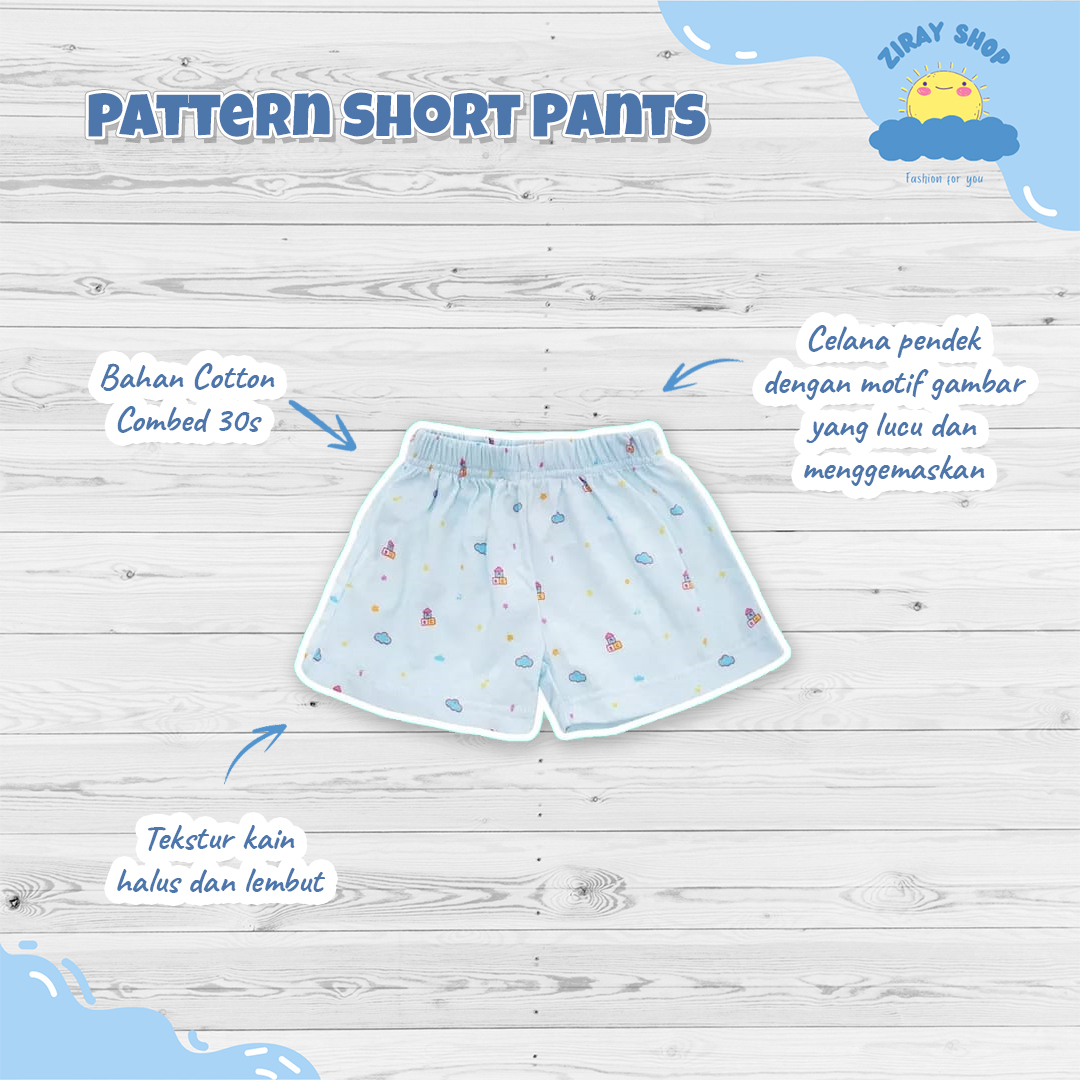 ZIRAY SHOP
Fashion for you
PATTERN SHORT PANTS
Bahan Cotton
Combed 30s
Celana pendek
dengan motif gambar
yang lucu dan
menggemaskan
Tekstur kain
halus dan lembut